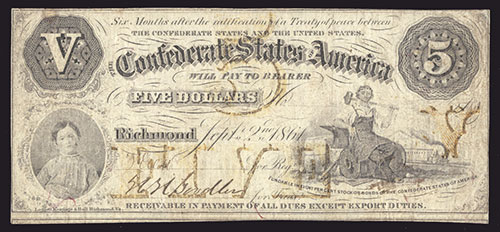 Six Months after the ratification of a Treaty of peace between
THE CONFEDERATE STATES AND THE UNITED STATES.
V
THE Confederate States America 5
WILL PAY TO BEARER
FIVE DOLLARS
Richmond Sept. 2nd 1861
FUNDABLE IN PER CENT STOCK OR BONDS OF THE CONFEDERATE STATES OF AMERICA.
RECEIVABLE IN PAYMENT OF ALL DUES EXCEPT EXPORT DUTIES.